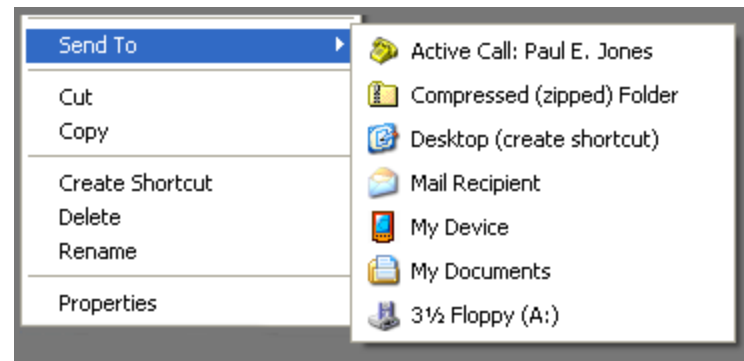 Send To
Cut
Copy
Create Shortcut
Delete
Rename
Properties
Active Call: Paul E. Jones
Compressed (zipped) Folder
Desktop (create shortcut)
Mail Recipient
My Device
My Documents
3½ Floppy (A:)